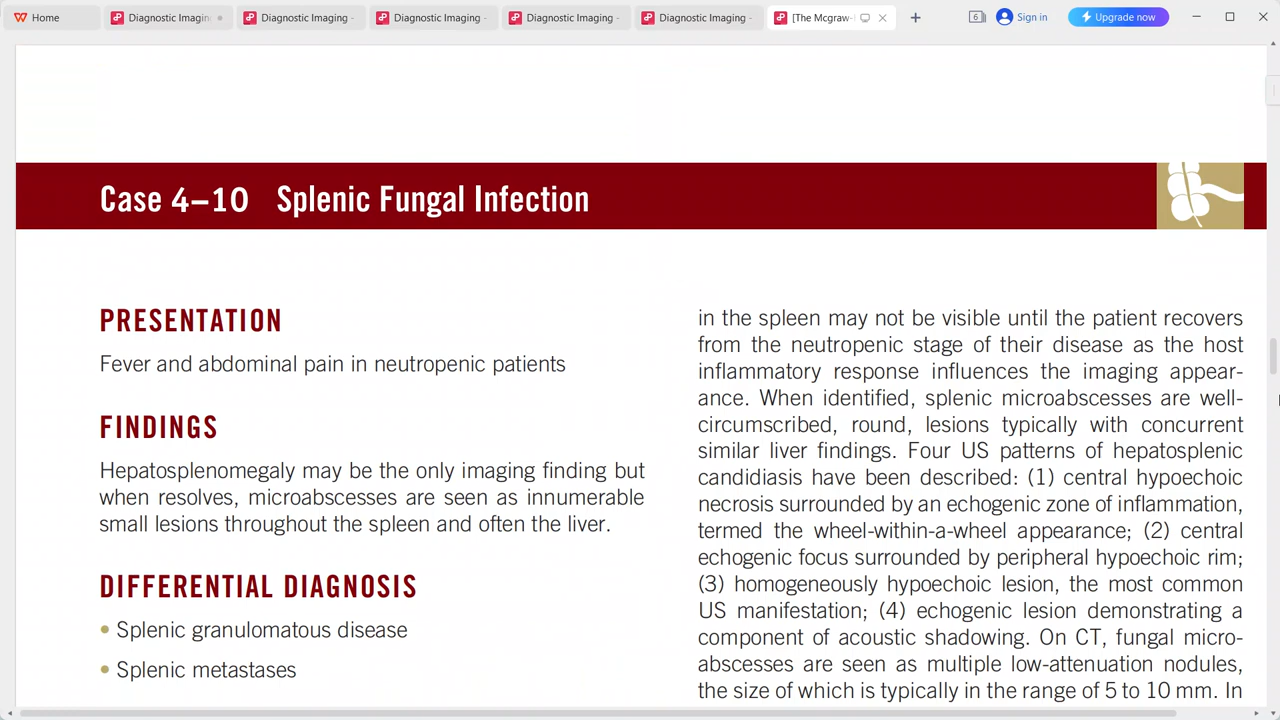 Home
Diagnostic Imaging
Diagnostic Imaging -
Diagnostic Imaging -
Diagnostic Imaging -
Diagnostic Imaging -
[The Mcgraw-
Sign in
Upgrade now
Case 4–10 Splenic Fungal Infection
PRESENTATION
Fever and abdominal pain in neutropenic patients
FINDINGS
Hepatosplenomegaly may be the only imaging finding but
when resolves, microabscesses are seen as innumerable
small lesions throughout the spleen and often the liver.
DIFFERENTIAL DIAGNOSIS
• Splenic granulomatous disease
• Splenic metastases
in the spleen may not be visible until the patient recovers
from the neutropenic stage of their disease as the host
inflammatory response influences the imaging appear-
ance. When identified, splenic microabscesses are well-
circumscribed, round, lesions typically with concurrent
similar liver findings. Four US patterns of hepatosplenic
candidiasis have been described: (1) central hypoechoic
necrosis surrounded by an echogenic zone of inflammation,
termed the wheel-within-a-wheel appearance; (2) central
echogenic focus surrounded by peripheral hypoechoic rim;
(3) homogeneously hypoechoic lesion, the most common
US manifestation; (4) echogenic lesion demonstrating a
component of acoustic shadowing. On CT, fungal micro-
abscesses are seen as multiple low-attenuation nodules,
the size of which is typically in the range of 5 to 10 mm. In